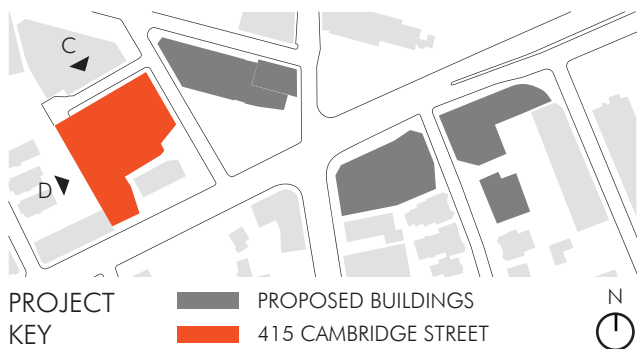 C
D
PROJECT
KEY
PROPOSED BUILDINGS
415 CAMBRIDGE STREET
N